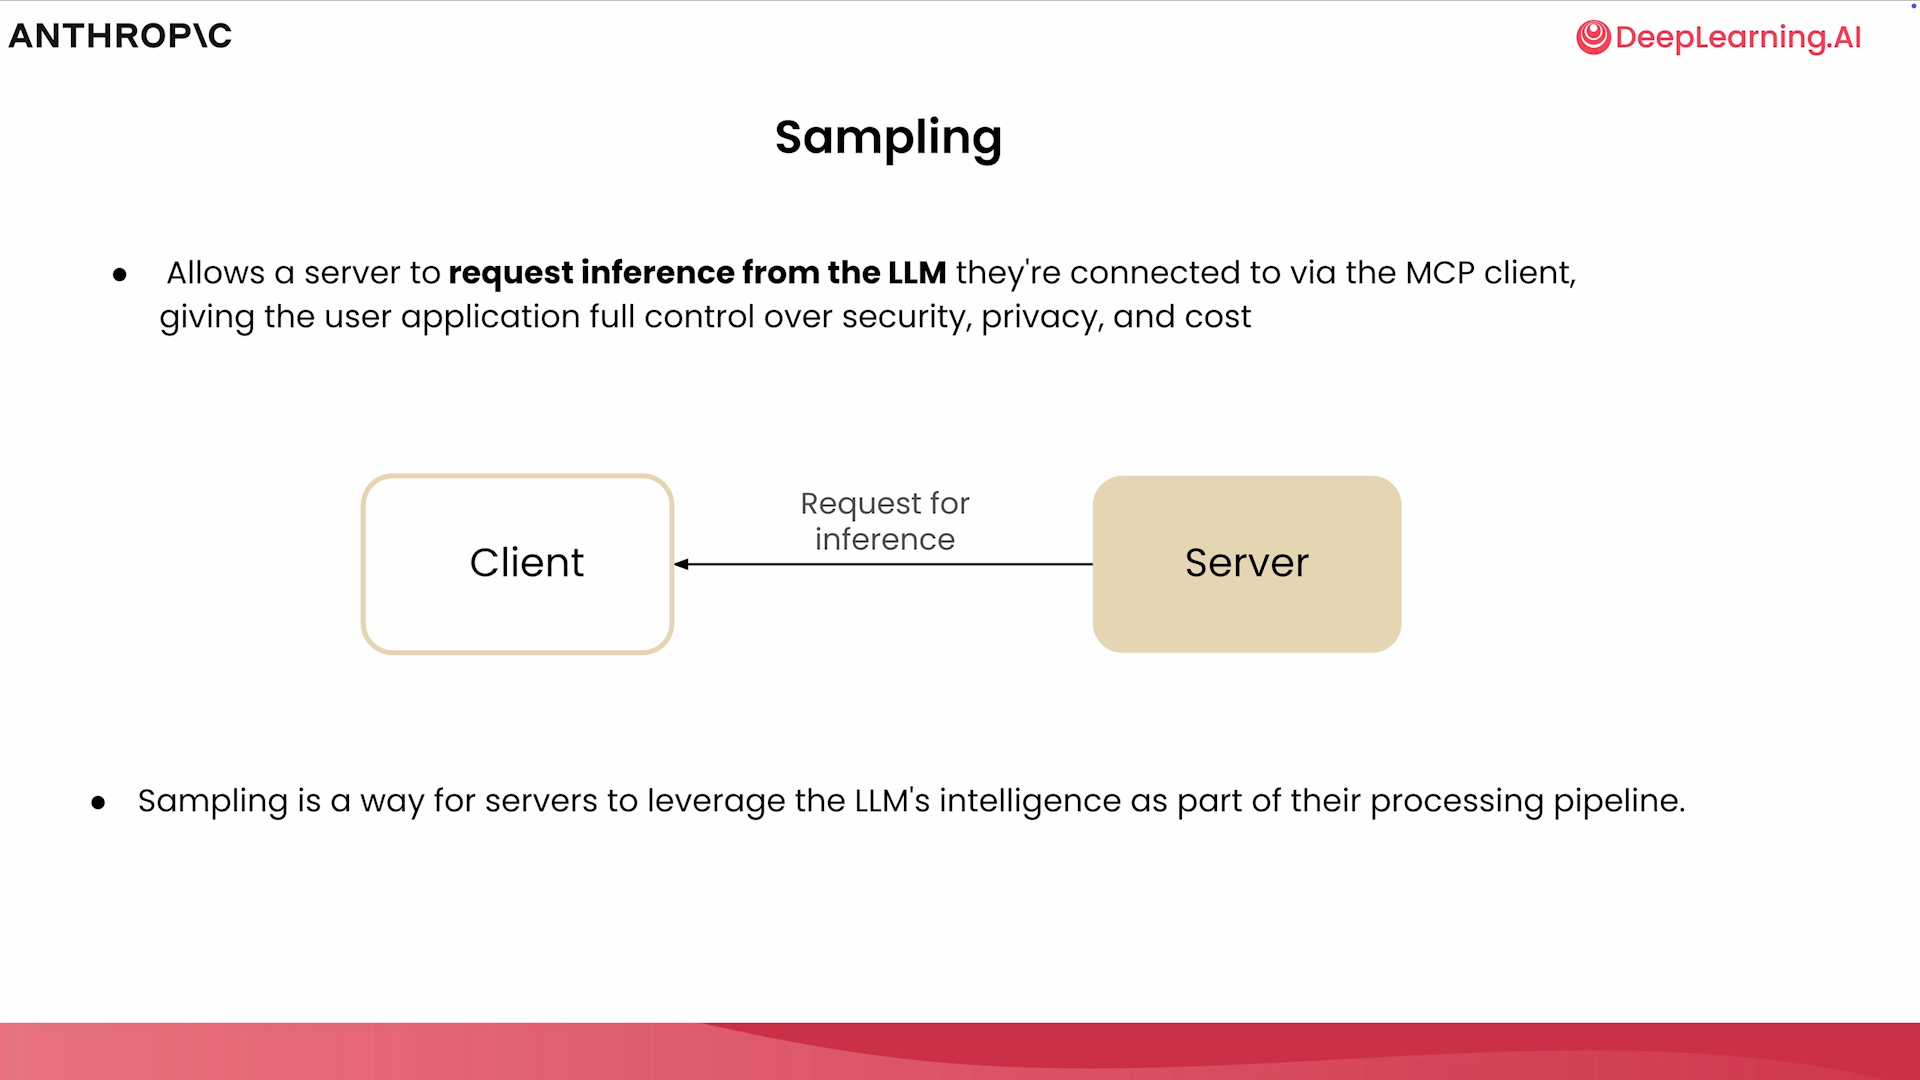 ANTHROP\C
DeepLearning.AI
Sampling
● Allows a server to request inference from the LLM they're connected to via the MCP client,
giving the user application full control over security, privacy, and cost
Request for
inference
Client
Server
● Sampling is a way for servers to leverage the LLM's intelligence as part of their processing pipeline.